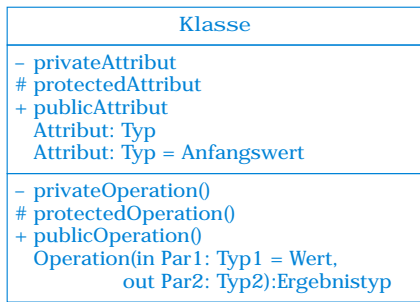 Klasse
– privateAttribut
# protectedAttribut
+ publicAttribut
Attribut: Typ
Attribut: Typ = Anfangswert
– privateOperation()
# protectedOperation()
+ publicOperation()
Operation(in Par1: Typ1 = Wert,
out Par2: Typ2):Ergebnistyp